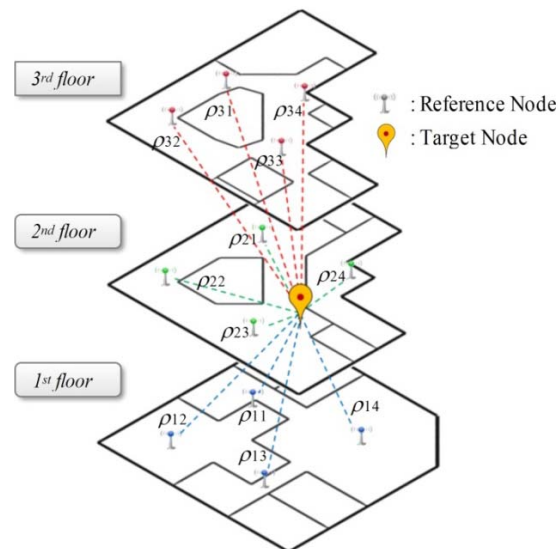 3rd floor
ρ31
ρ34
ρ32
ρ33
: Reference Node
: Target Node
2nd floor
ρ21
ρ22
ρ24
ρ23
1st floor
ρ12
ρ11
ρ14
ρ13